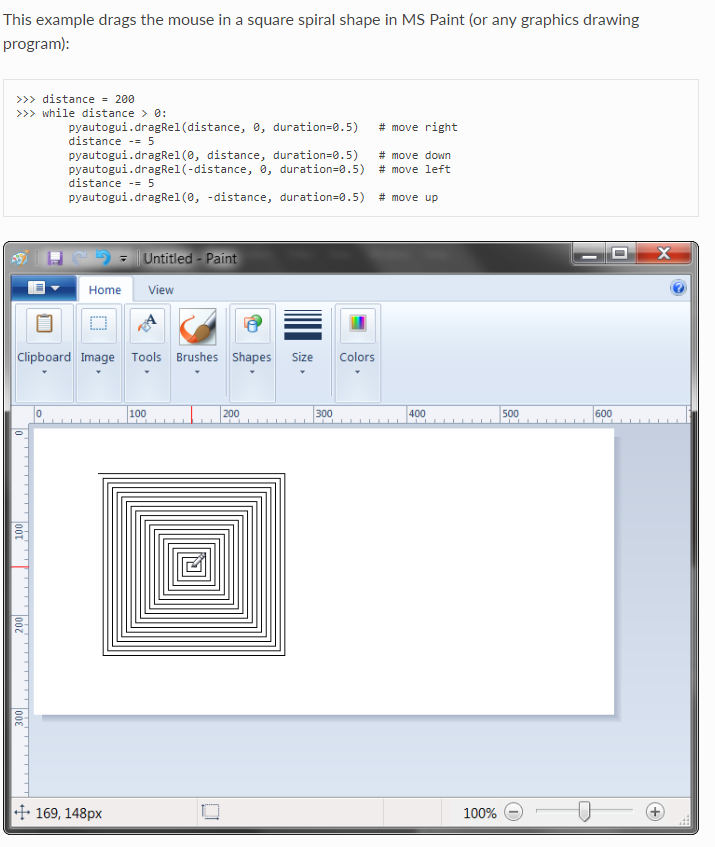 This example drags the mouse in a square spiral shape in MS Paint (or any graphics drawing
program):
>>> distance = 200
>>> while distance > 0:
        pyautogui.dragRel(distance, 0, duration=0.5)   # move right
        distance -= 5
        pyautogui.dragRel(0, distance, duration=0.5)   # move down
        pyautogui.dragRel(-distance, 0, duration=0.5)  # move left
        distance -= 5
        pyautogui.dragRel(0, -distance, duration=0.5)  # move up
Untitled - Paint
Home View
Clipboard Image Tools Brushes Shapes Size Colors
0 100 200 300 400 500 600
0
100
200
300
169, 148px 100%